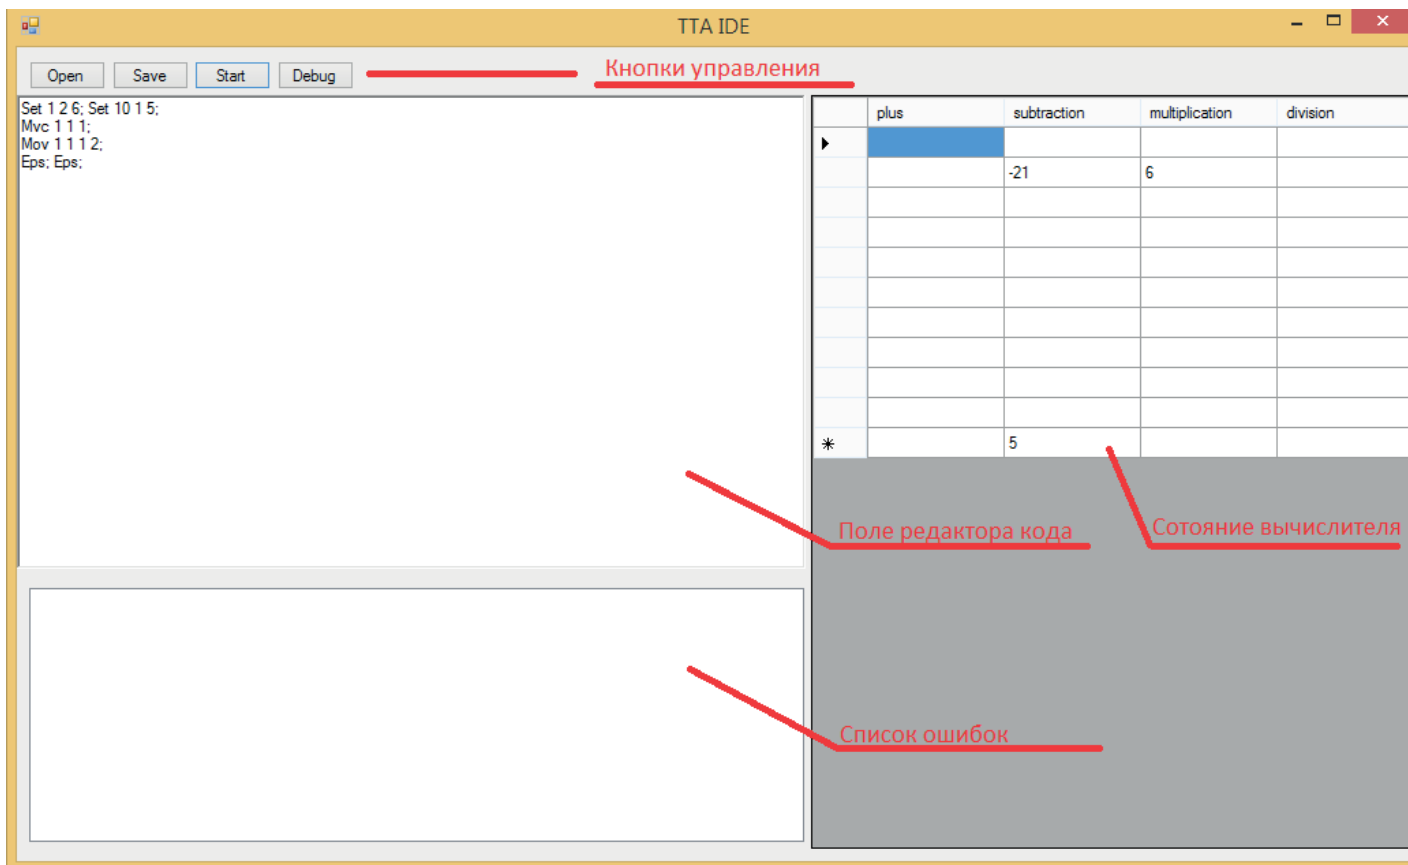 TTA IDE
Open Save Start Debug
Кнопки управления
Set 1 2 6; Set 10 1 5;
Mvc 1 1 1;
Mov 1 1 1 2;
Eps; Eps;
plus subtraction multiplication division
-21 6
5
Поле редактора кода
Сотояние вычислителя
Список ошибок